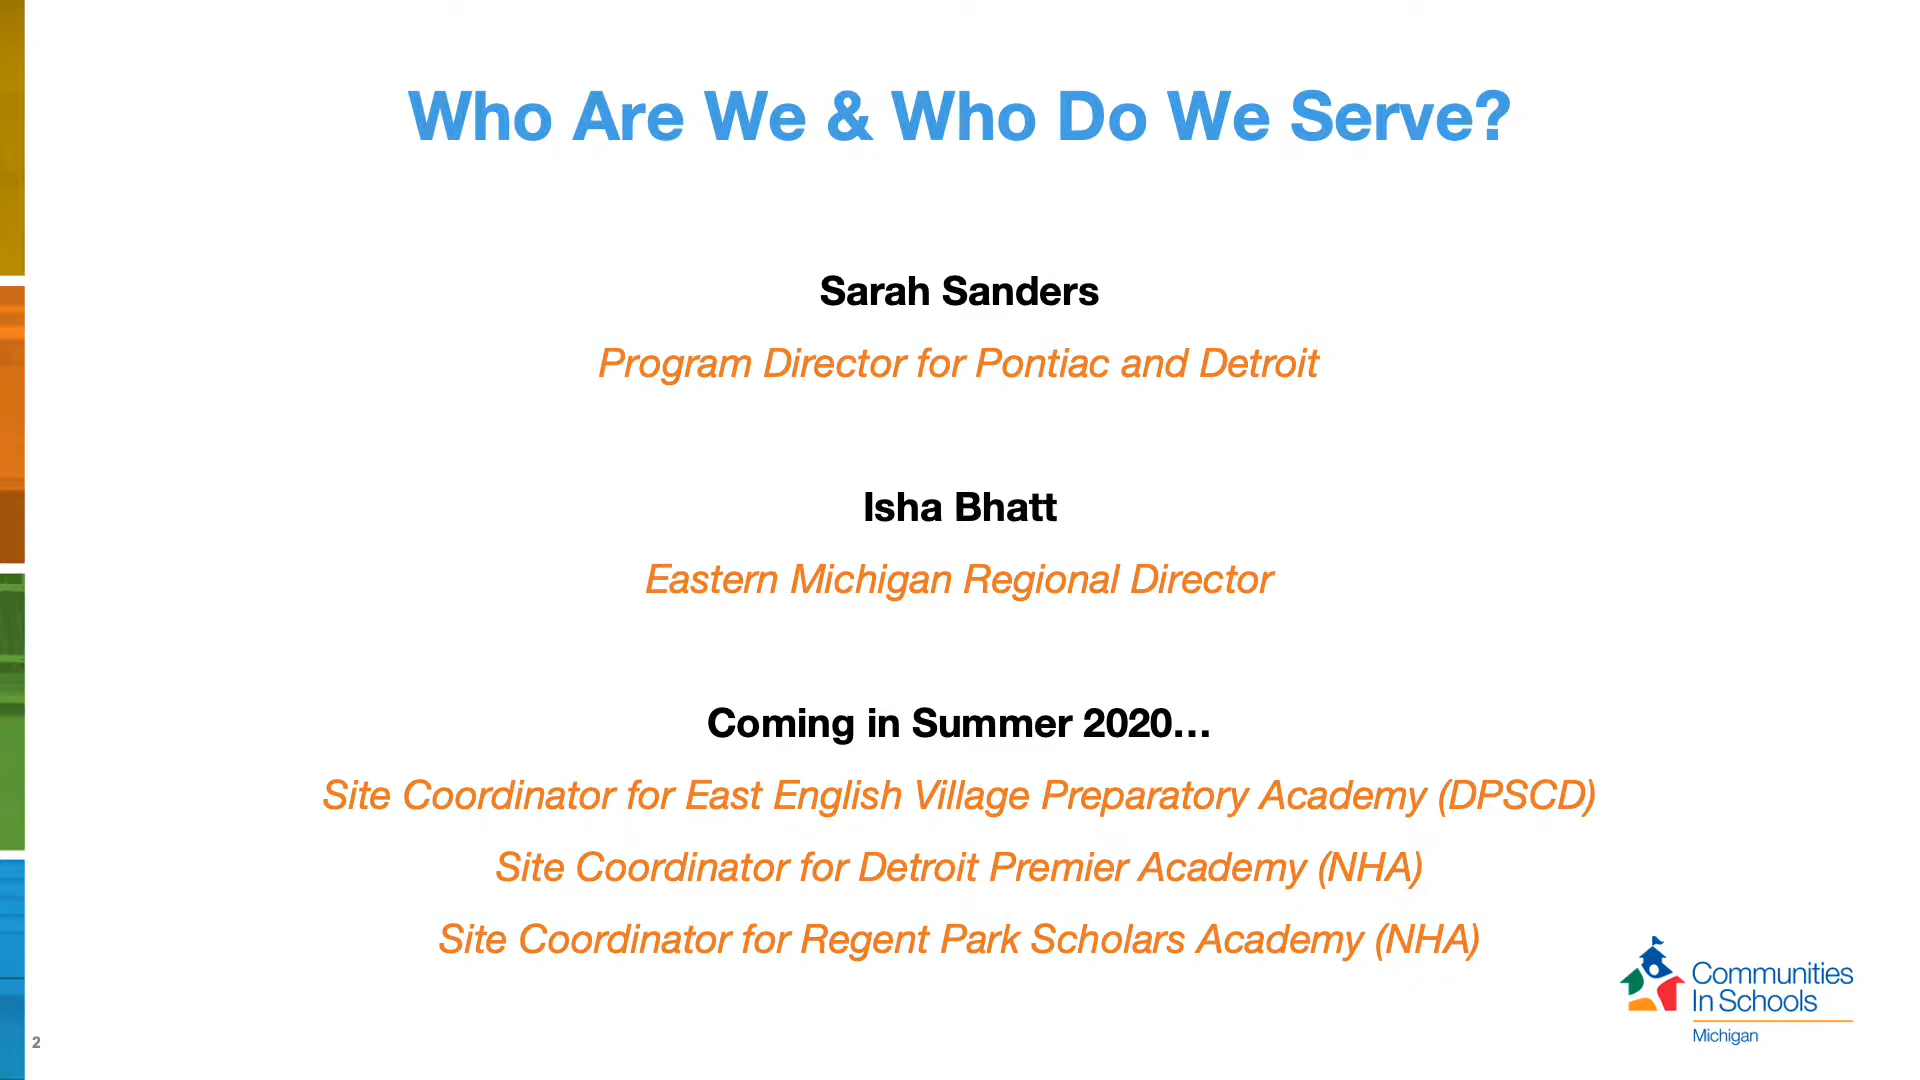 Who Are We & Who Do We Serve?
Sarah Sanders
Program Director for Pontiac and Detroit
Isha Bhatt
Eastern Michigan Regional Director
Coming in Summer 2020…
Site Coordinator for East English Village Preparatory Academy (DPSCD)
Site Coordinator for Detroit Premier Academy (NHA)
Site Coordinator for Regent Park Scholars Academy (NHA)
Communities
In Schools
Michigan
2